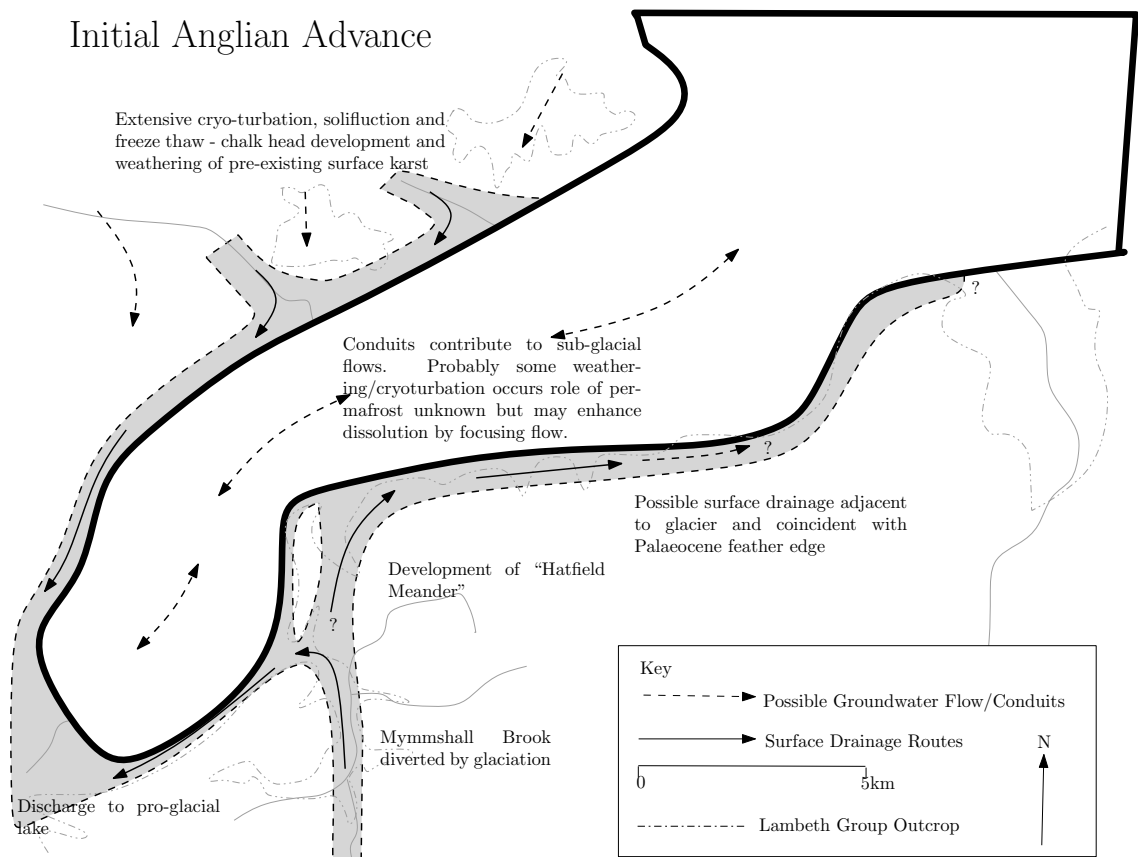 Initial Anglian Advance
Extensive cryo-turbation, solifluction and
freeze thaw - chalk head development and
weathering of pre-existing surface karst
?
Conduits contribute to sub-glacial
flows. Probably some weather-
ing/cryoturbation occurs role of per-
mafrost unknown but may enhance
dissolution by focusing flow.
?
Possible surface drainage adjacent
to glacier and coincident with
Palaeocene feather edge
Development of “Hatfield
Meander”
?
Mymmshall Brook
diverted by glaciation
Discharge to pro-glacial
lake
Key
Possible Groundwater Flow/Conduits
Surface Drainage Routes
N
0 5km
Lambeth Group Outcrop